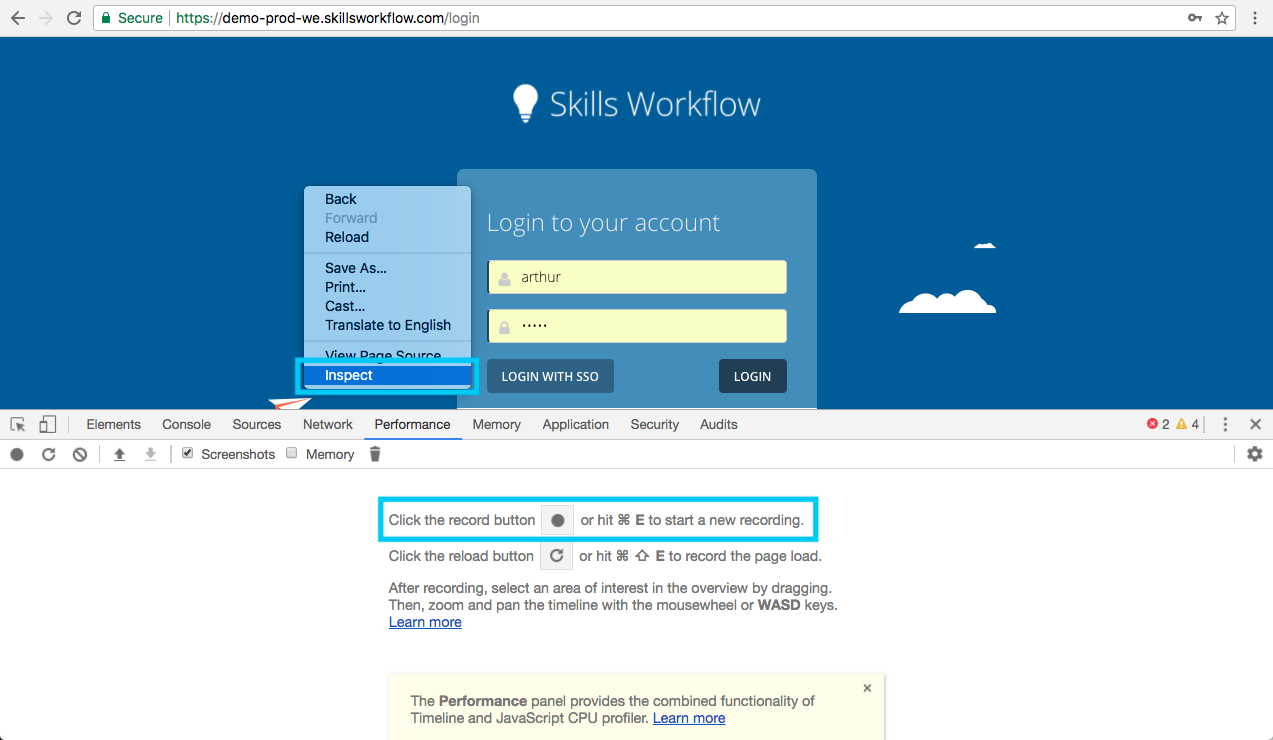 Secure https://demo-prod-we.skillsworkflow.com/login
Skills Workflow
Back
Forward
Reload
Save As...
Print...
Cast...
Translate to English
View Page Source
Inspect
Login to your account
arthur
•••••
LOGIN WITH SSO LOGIN
Elements Console Sources Network Performance Memory Application Security Audits 2 4
Screenshots Memory
Click the record button or hit ⌘ E to start a new recording.
Click the reload button or hit ⌘ ⇧ E to record the page load.
After recording, select an area of interest in the overview by dragging.
Then, zoom and pan the timeline with the mousewheel or WASD keys.
Learn more
The Performance panel provides the combined functionality of
Timeline and JavaScript CPU profiler. Learn more